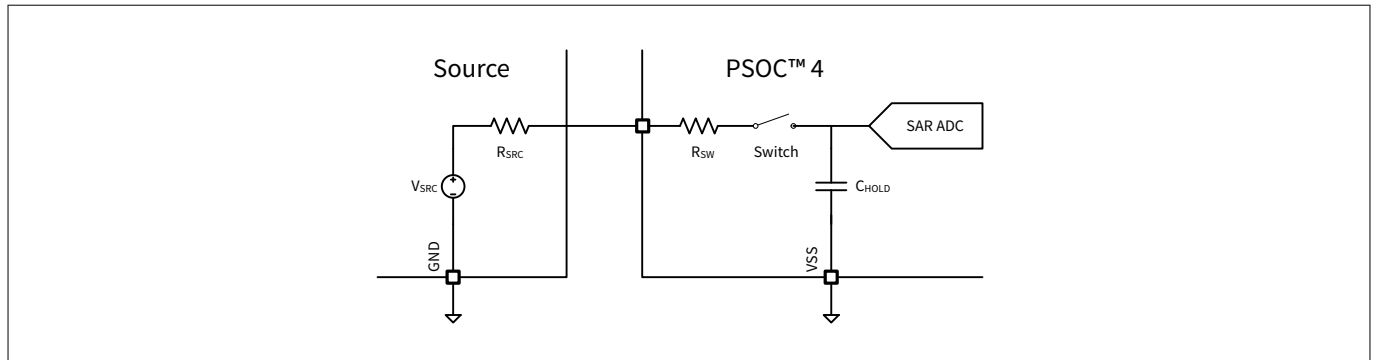 Source
PSOC™ 4
SAR ADC
RSRC
RSW
Switch
VSRC
CHOLD
GND
VSS